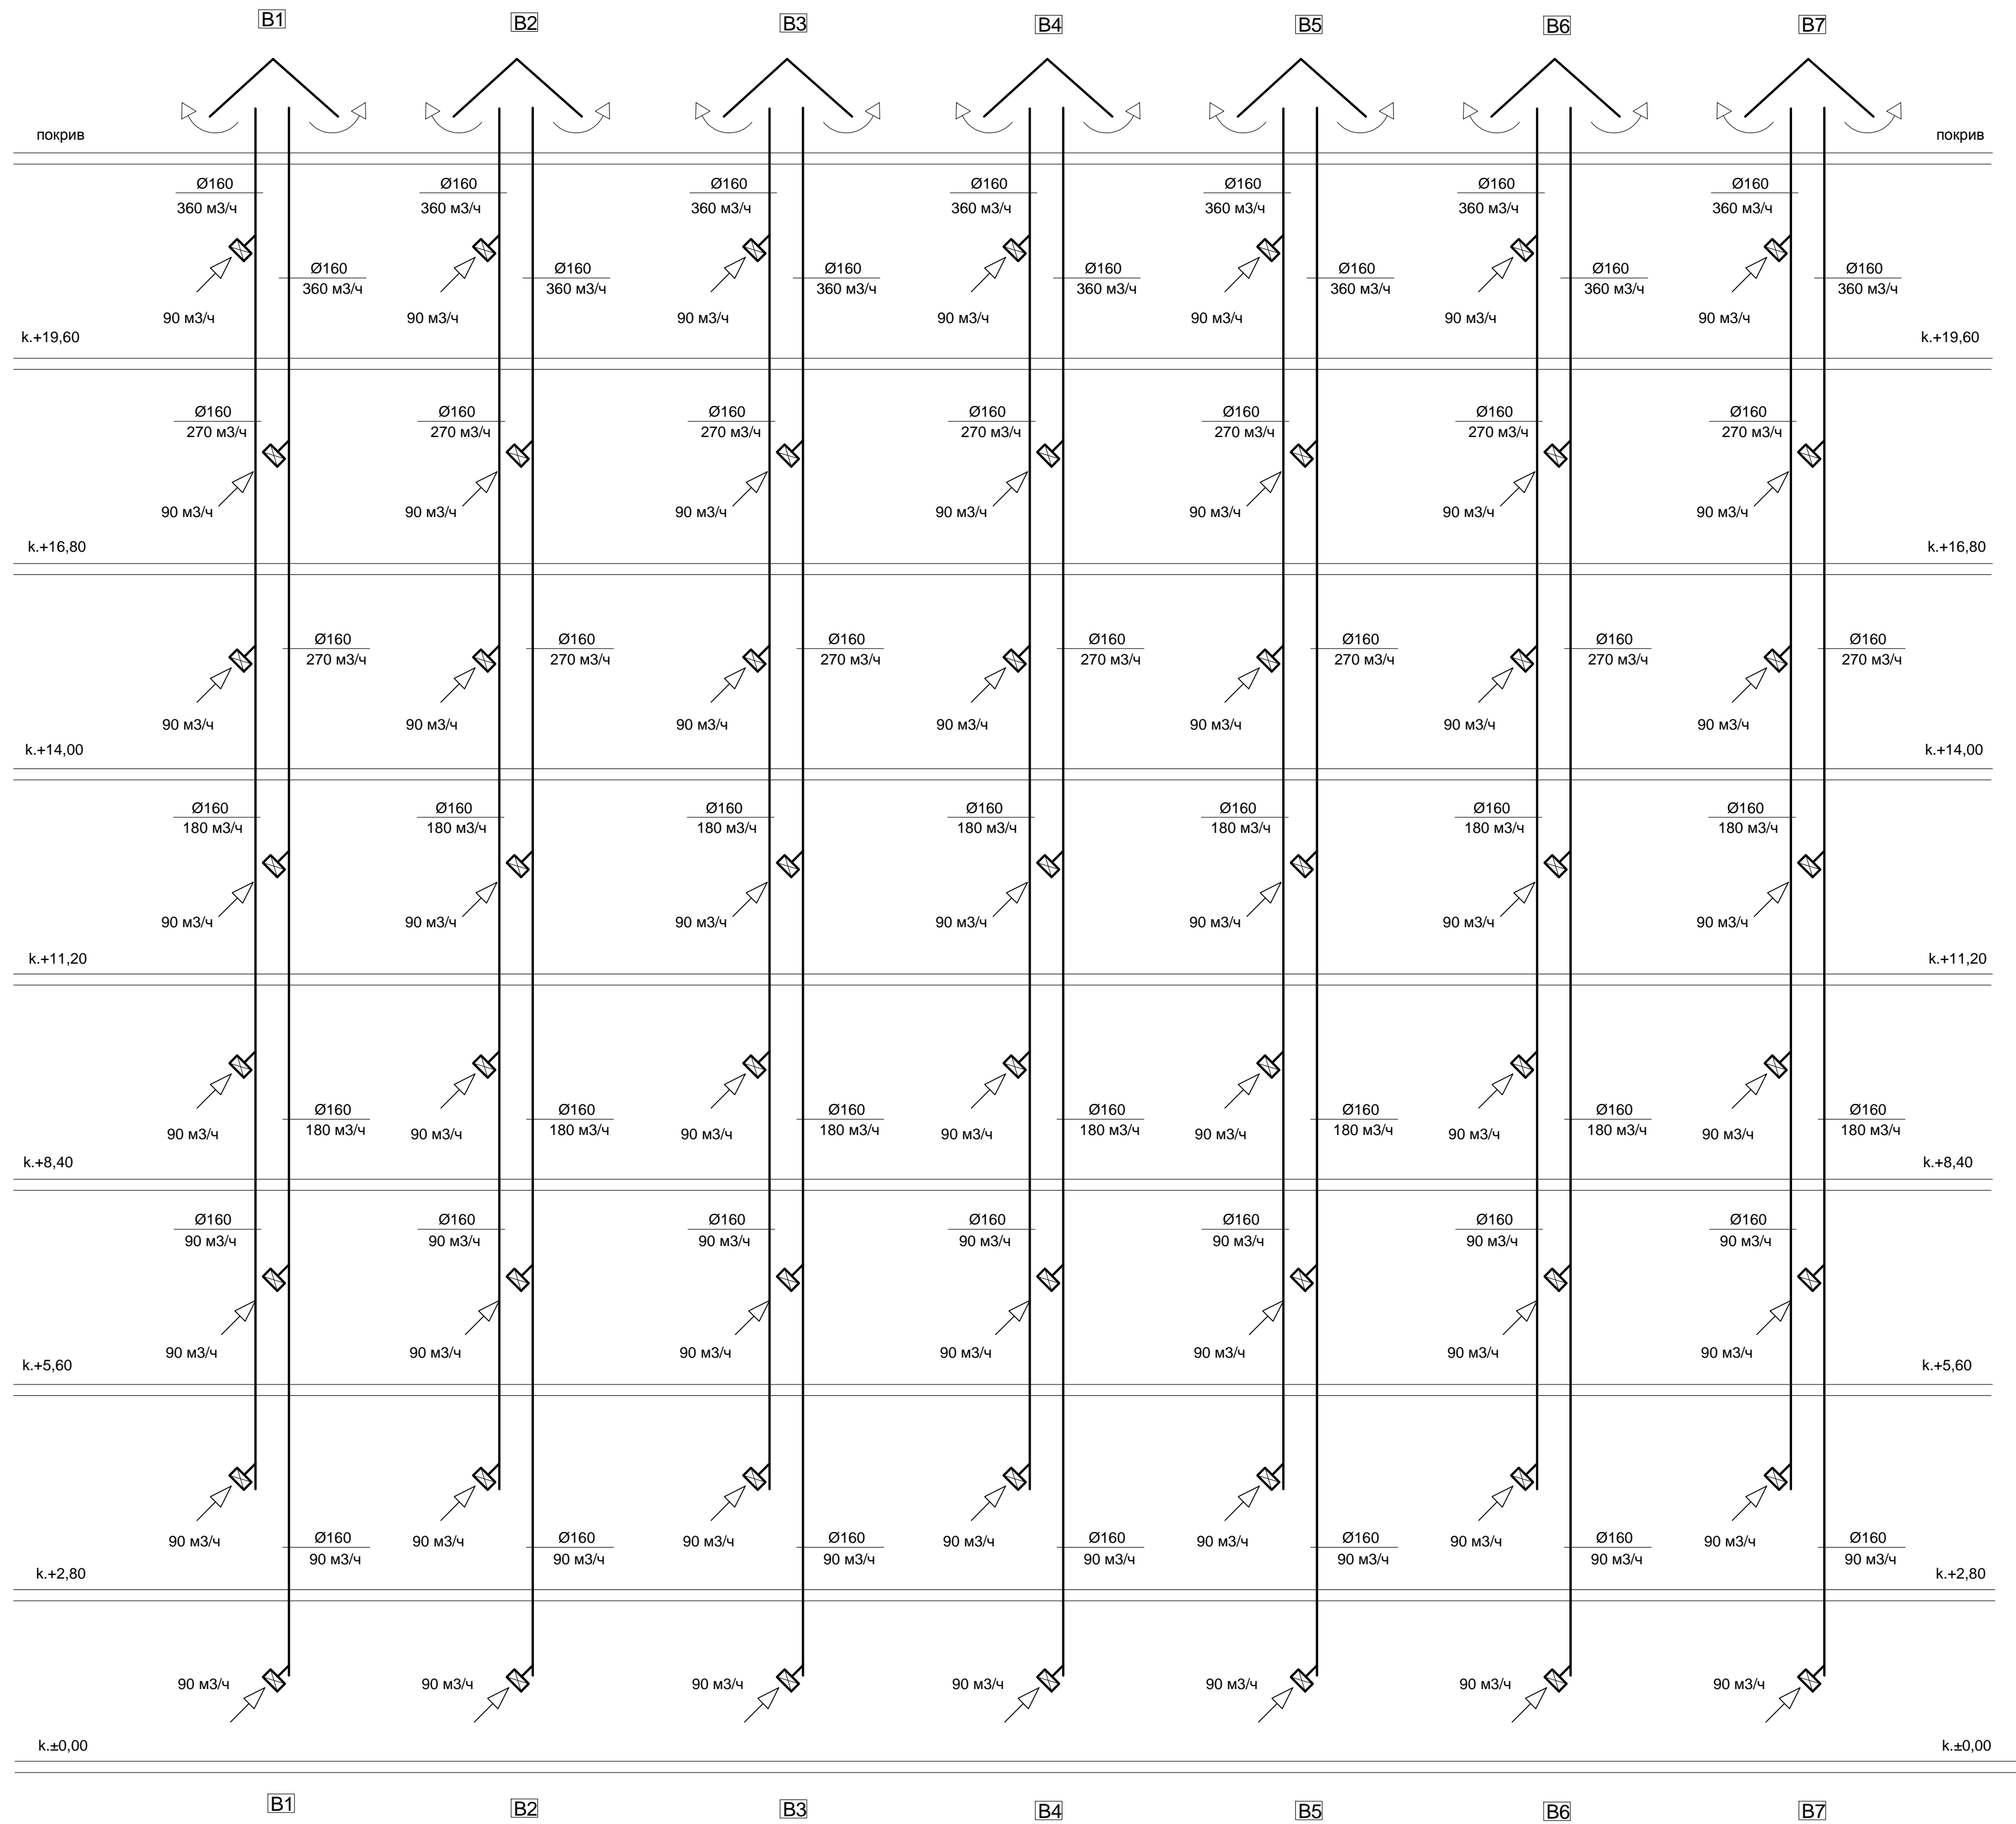 B1 B2 B3 B4 B5 B6 B7
покрив покрив
Ø160 Ø160 Ø160 Ø160 Ø160 Ø160 Ø160
360 м3/ч 360 м3/ч 360 м3/ч 360 м3/ч 360 м3/ч 360 м3/ч 360 м3/ч
Ø160 Ø160 Ø160 Ø160 Ø160 Ø160 Ø160
360 м3/ч 360 м3/ч 360 м3/ч 360 м3/ч 360 м3/ч 360 м3/ч 360 м3/ч
90 м3/ч 90 м3/ч 90 м3/ч 90 м3/ч 90 м3/ч 90 м3/ч 90 м3/ч
k.+19,60 k.+19,60
Ø160 Ø160 Ø160 Ø160 Ø160 Ø160 Ø160
270 м3/ч 270 м3/ч 270 м3/ч 270 м3/ч 270 м3/ч 270 м3/ч 270 м3/ч
90 м3/ч 90 м3/ч 90 м3/ч 90 м3/ч 90 м3/ч 90 м3/ч 90 м3/ч
k.+16,80 k.+16,80
Ø160 Ø160 Ø160 Ø160 Ø160 Ø160 Ø160
270 м3/ч 270 м3/ч 270 м3/ч 270 м3/ч 270 м3/ч 270 м3/ч 270 м3/ч
90 м3/ч 90 м3/ч 90 м3/ч 90 м3/ч 90 м3/ч 90 м3/ч 90 м3/ч
k.+14,00 k.+14,00
Ø160 Ø160 Ø160 Ø160 Ø160 Ø160 Ø160
180 м3/ч 180 м3/ч 180 м3/ч 180 м3/ч 180 м3/ч 180 м3/ч 180 м3/ч
90 м3/ч 90 м3/ч 90 м3/ч 90 м3/ч 90 м3/ч 90 м3/ч 90 м3/ч
k.+11,20 k.+11,20
Ø160 Ø160 Ø160 Ø160 Ø160 Ø160 Ø160
180 м3/ч 180 м3/ч 180 м3/ч 180 м3/ч 180 м3/ч 180 м3/ч 180 м3/ч
90 м3/ч 90 м3/ч 90 м3/ч 90 м3/ч 90 м3/ч 90 м3/ч 90 м3/ч
k.+8,40 k.+8,40
Ø160 Ø160 Ø160 Ø160 Ø160 Ø160 Ø160
90 м3/ч 90 м3/ч 90 м3/ч 90 м3/ч 90 м3/ч 90 м3/ч 90 м3/ч
90 м3/ч 90 м3/ч 90 м3/ч 90 м3/ч 90 м3/ч 90 м3/ч 90 м3/ч
k.+5,60 k.+5,60
Ø160 Ø160 Ø160 Ø160 Ø160 Ø160 Ø160
90 м3/ч 90 м3/ч 90 м3/ч 90 м3/ч 90 м3/ч 90 м3/ч 90 м3/ч
90 м3/ч 90 м3/ч 90 м3/ч 90 м3/ч 90 м3/ч 90 м3/ч 90 м3/ч
k.+2,80 k.+2,80
90 м3/ч 90 м3/ч 90 м3/ч 90 м3/ч 90 м3/ч 90 м3/ч 90 м3/ч
k.±0,00 k.±0,00
B1 B2 B3 B4 B5 B6 B7